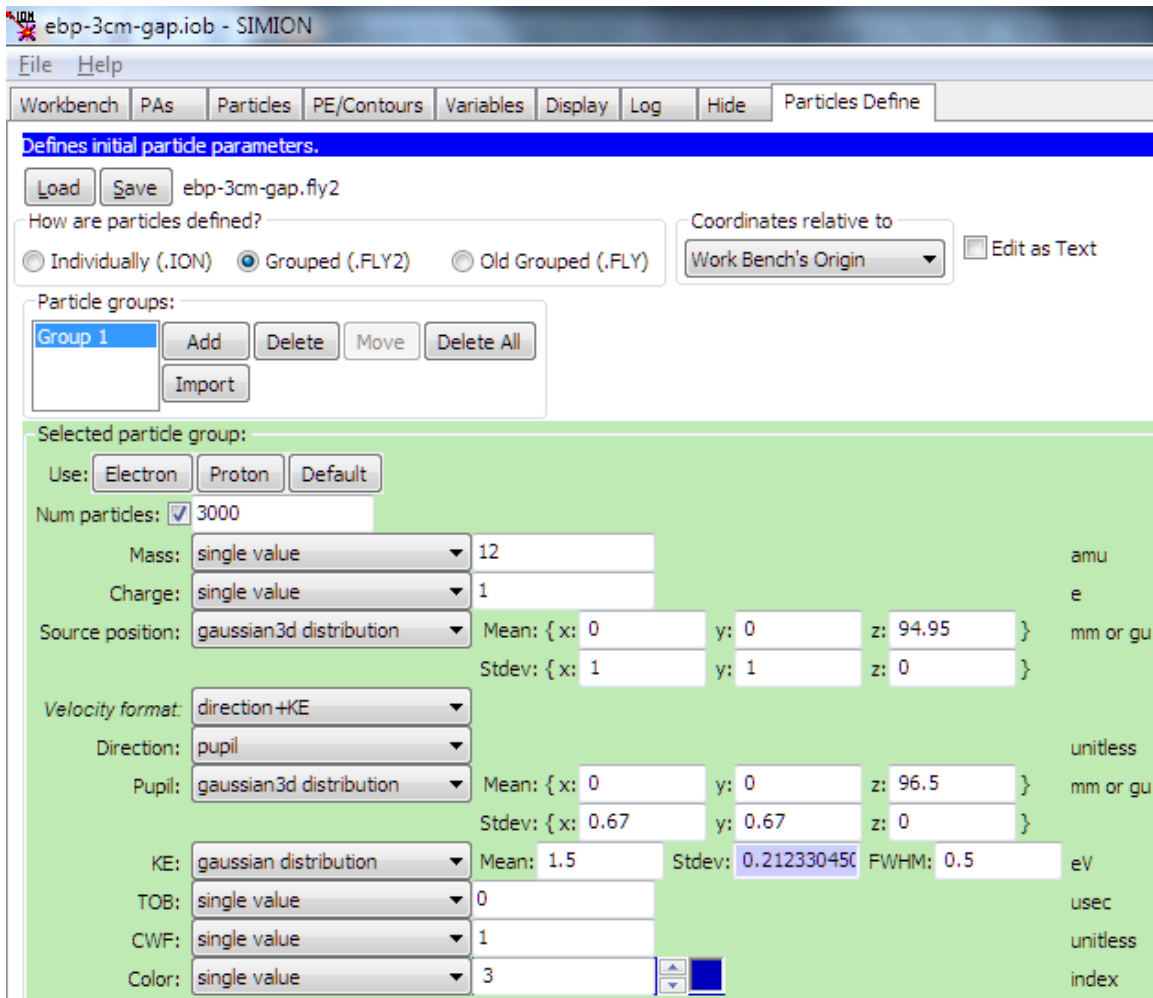 ebp-3cm-gap.iob - SIMION
File Help
Workbench PAs Particles PE/Contours Variables Display Log Hide Particles Define
Defines initial particle parameters.
Load Save ebp-3cm-gap.fly2
How are particles defined? Coordinates relative to
Individually (.ION) Grouped (.FLY2) Old Grouped (.FLY) Work Bench's Origin Edit as Text
Particle groups:
Group 1 Add Delete Move Delete All
Import
Selected particle group:
Use: Electron Proton Default
Num particles: 3000
Mass: single value 12 amu
Charge: single value 1 e
Source position: gaussian3d distribution Mean: { x: 0 y: 0 z: 94.95 } mm or gu
Stdev: { x: 1 y: 1 z: 0 }
Velocity format: direction+KE
Direction: pupil unitless
Pupil: gaussian3d distribution Mean: { x: 0 y: 0 z: 96.5 } mm or gu
Stdev: { x: 0.67 y: 0.67 z: 0 }
KE: gaussian distribution Mean: 1.5 Stdev: 0.21233045 FWHM: 0.5 eV
TOB: single value 0 usec
CWF: single value 1 unitless
Color: single value 3 index